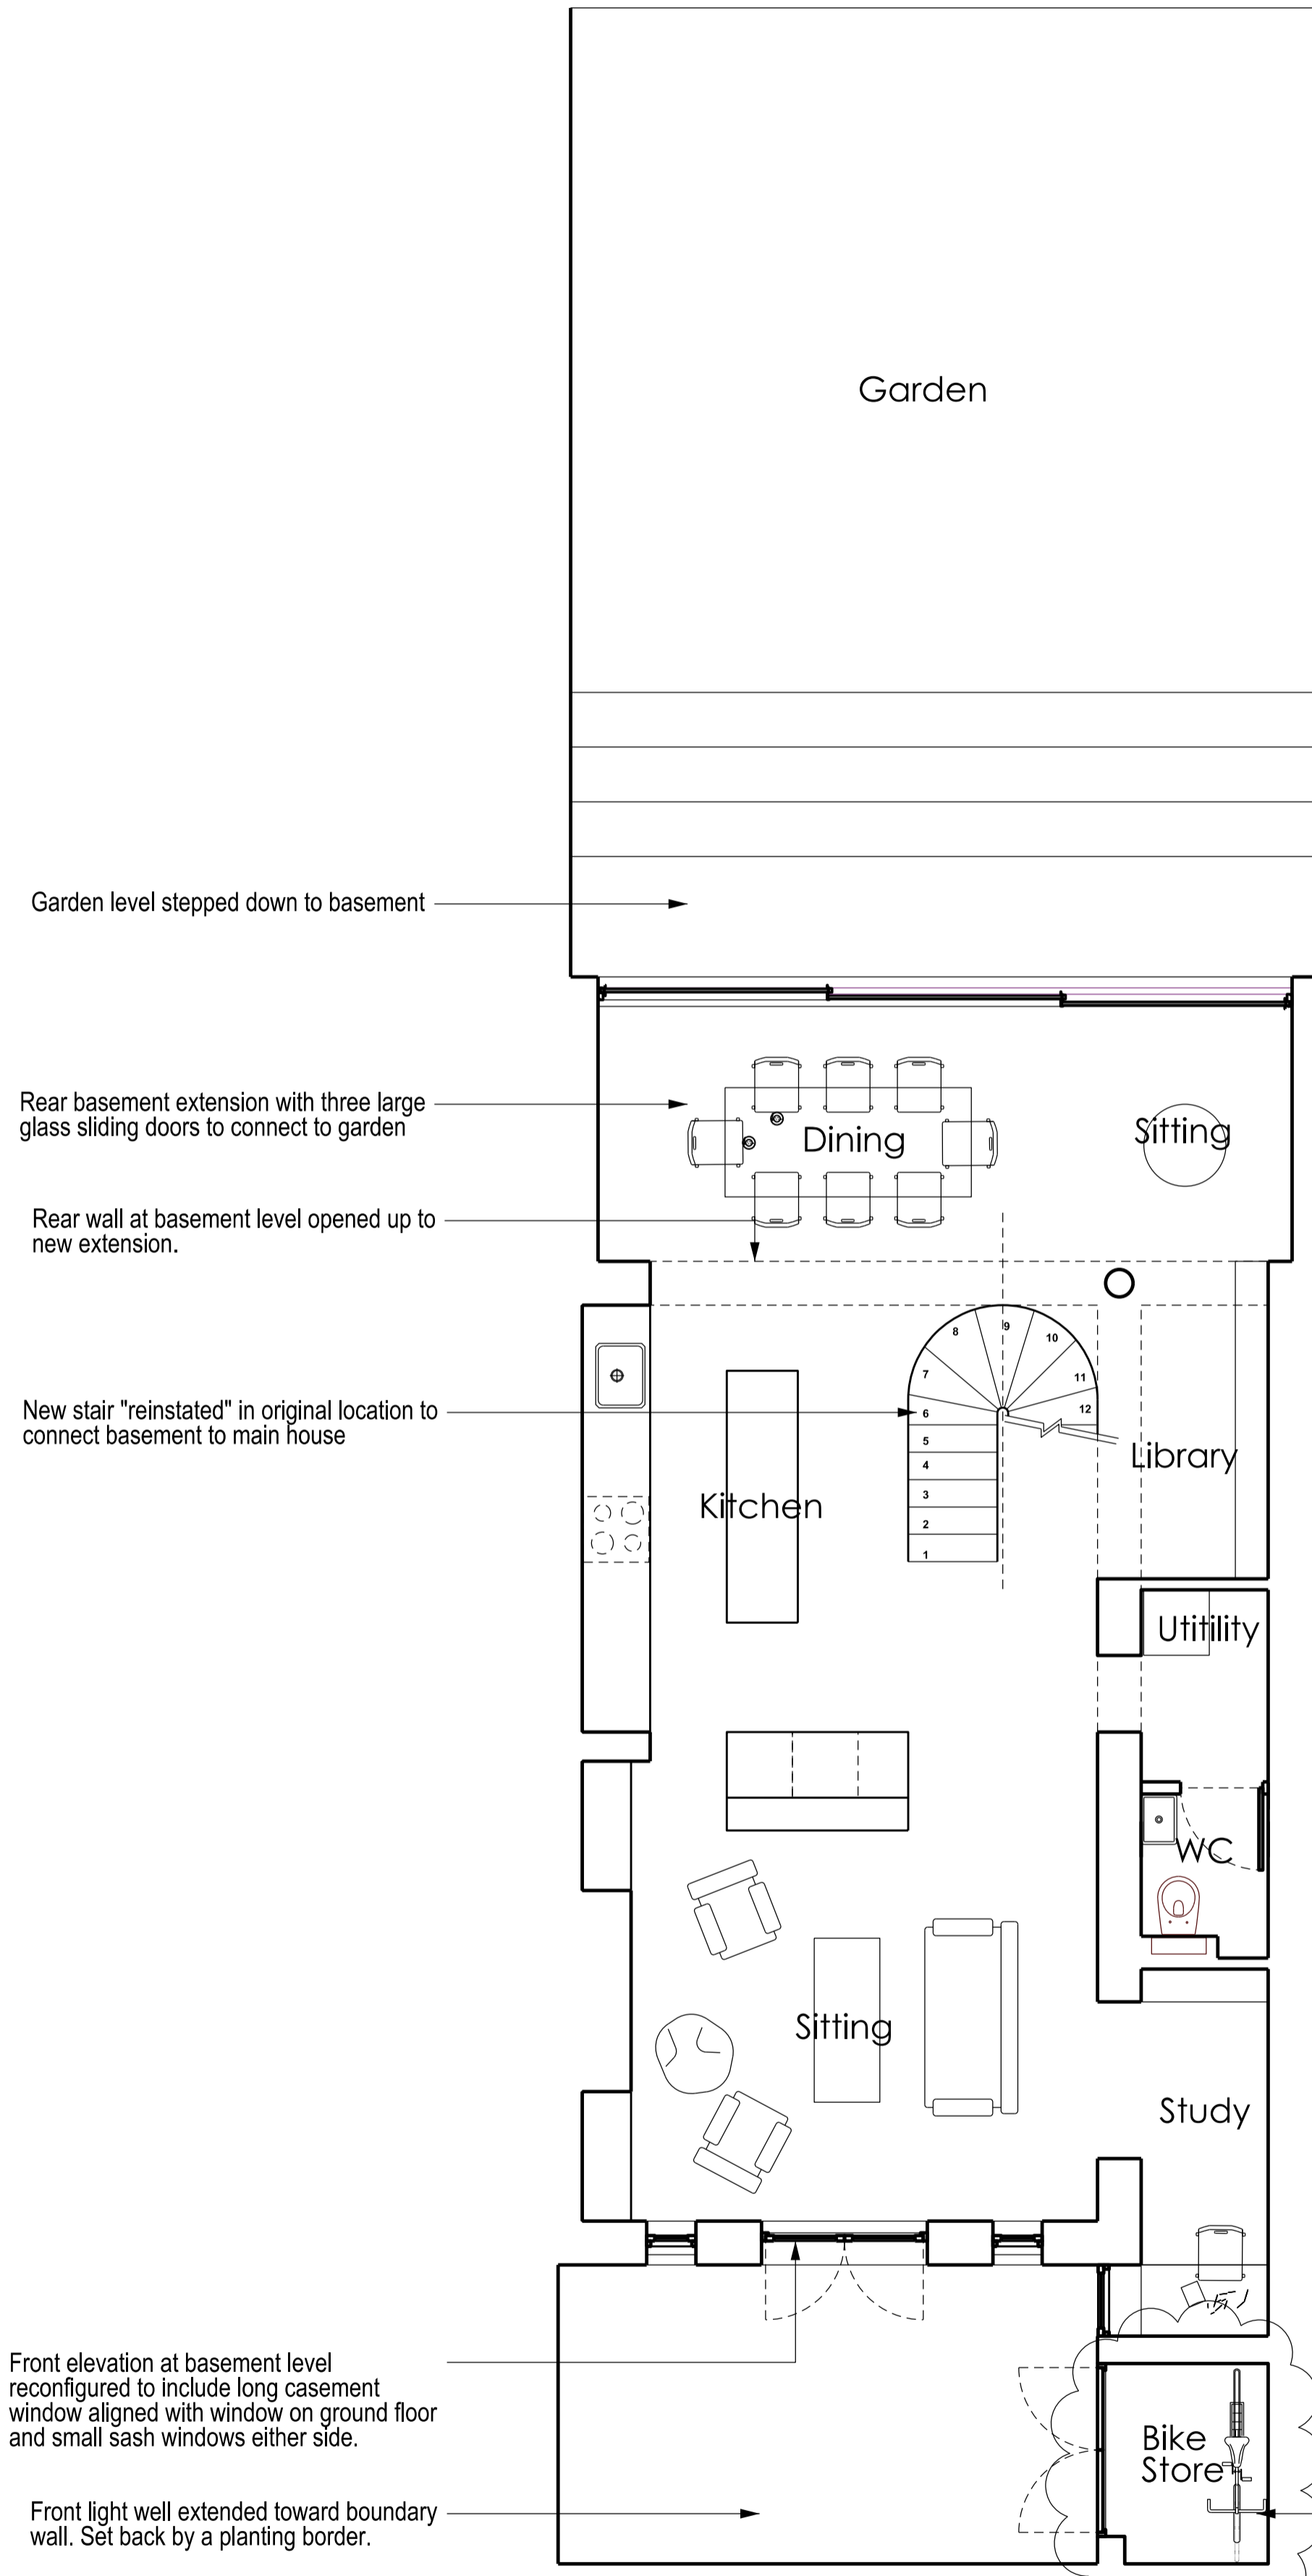 Garden
Garden level stepped down to basement
Rear basement extension with three large
glass sliding doors to connect to garden
Dining
Sitting
Rear wall at basement level opened up to
new extension.
9
8
10
7
11
6
12
New stair "reinstated" in original location to
connect basement to main house
5
4
3
2
1
Library
Kitchen
Utitility
WC
Sitting
Study
Front elevation at basement level
reconfigured to include long casement
window aligned with window on ground floor
and small sash windows either side.
Bike
Store
Front light well extended toward boundary
wall. Set back by a planting border.